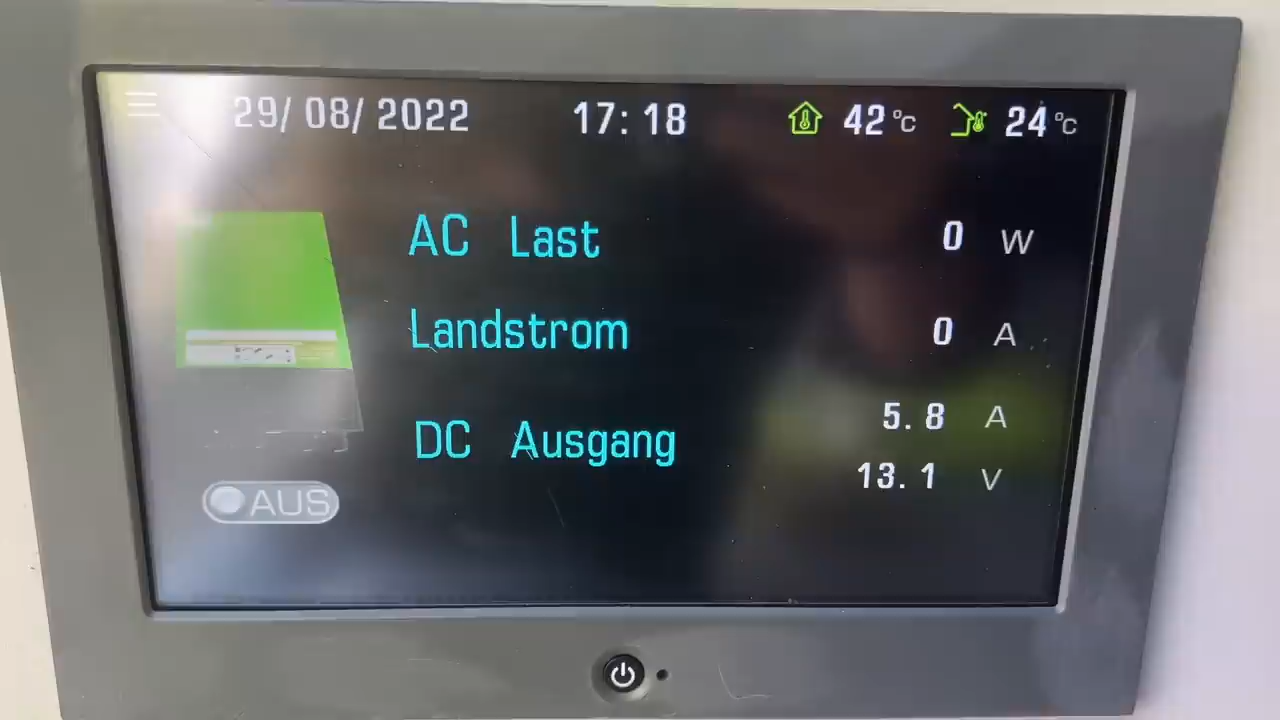 29/ 08/ 2022 17: 18 42 °C 24 °C
AC Last 0 W
Landstrom 0 A
DC Ausgang 5. 8 A
13. 1 V
AUS